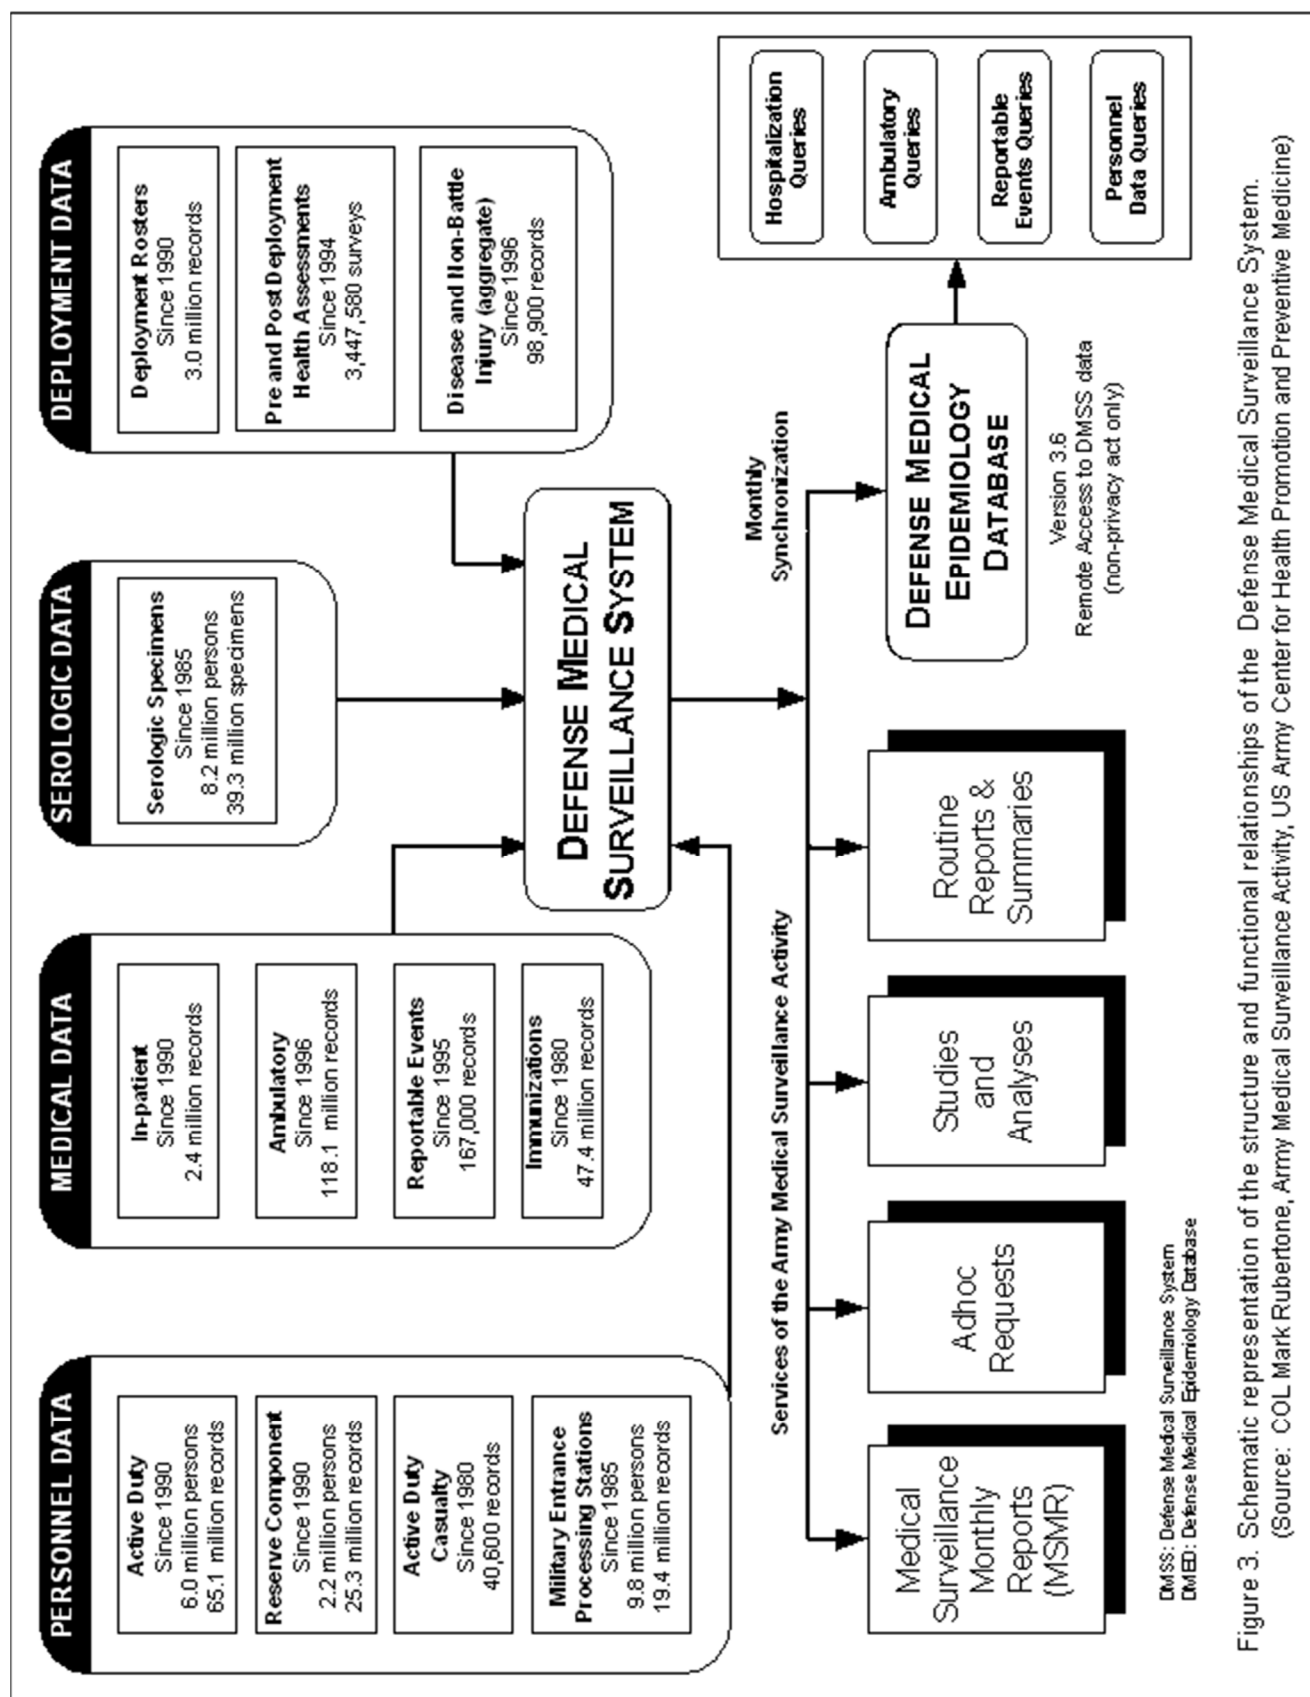 PERSONNEL DATA
Active Duty
Since 1990
6.0 million persons
65.1 million records
Reserve Component
Since 1990
2.2 million persons
25.3 million records
Active Duty
Casualty
Since 1980
40,600 records
Military Entrance
Processing Stations
Since 1985
9.8 million persons
19.4 million records
MEDICAL DATA
In-patient
Since 1990
2.4 million records
Ambulatory
Since 1996
118.1 million records
Reportable Events
Since 1995
167,000 records
Immunizations
Since 1980
47.4 million records
SEROLOGIC DATA
Serologic Specimens
Since 1985
8.2 million persons
39.3 million specimens
DEPLOYMENT DATA
Deployment Rosters
Since 1990
3.0 million records
Pre and Post Deployment
Health Assessments
Since 1994
3,447,580 surveys
Disease and Non-Battle
Injury (aggregate)
Since 1996
98,900 records
DEFENSE MEDICAL
SURVEILLANCE SYSTEM
Services of the Army Medical Surveillance Activity
Monthly
Synchronization
Medical
Surveillance
Monthly
Reports
(MSMR)
Adhoc
Requests
Studies
and
Analyses
Routine
Reports &
Summaries
DEFENSE MEDICAL
EPIDEMIOLOGY
DATABASE
Version 3.6
Remote Access to DMSS data
(non-privacy act only)
Hospitalization
Queries
Ambulatory
Queries
Reportable
Events Queries
Personnel
Data Queries
DMSS: Defense Medical Surveillance System
DMED: Defense Medical Epidemiology Database
Figure 3. Schematic representation of the structure and functional relationships of the Defense Medical Surveillance System.
(Source: COL Mark Rubertone, Army Medical Surveillance Activity, US Army Center for Health Promotion and Preventive Medicine)